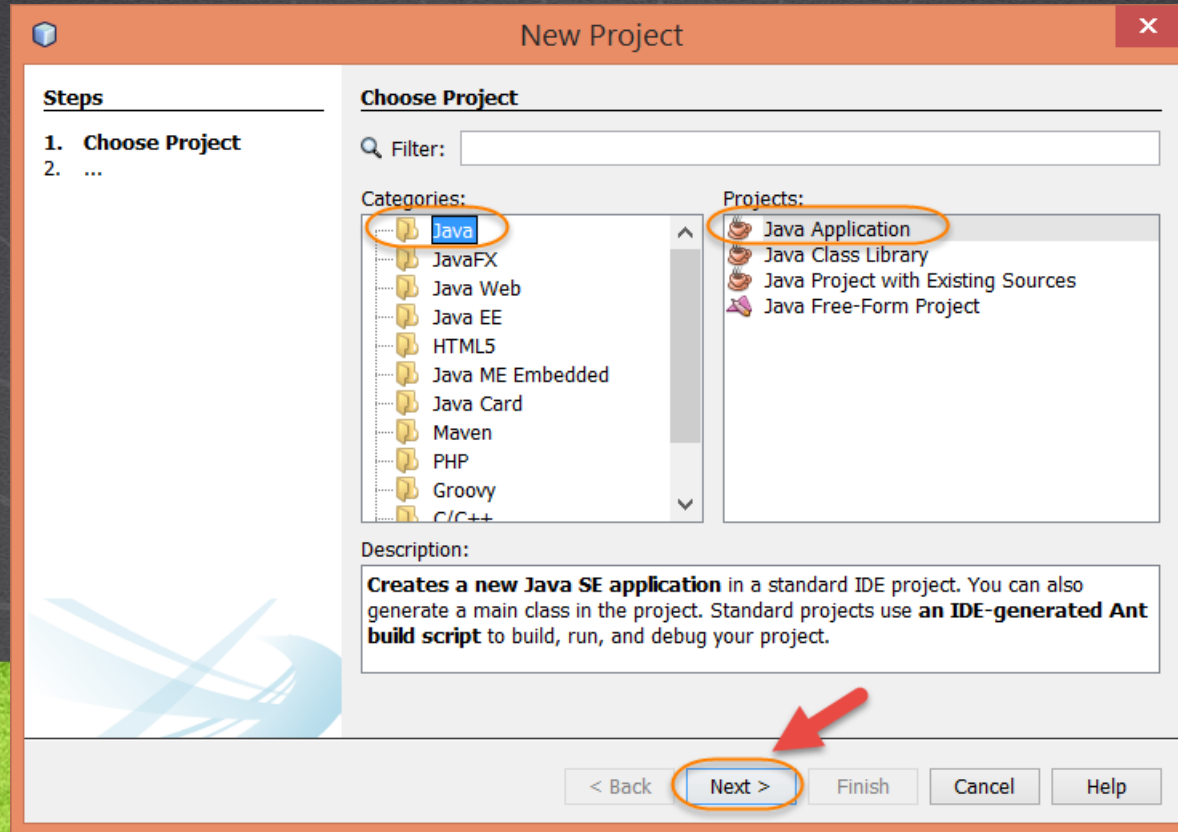 New Project
Steps
1. Choose Project
2. ...
Choose Project
Filter:
Categories:
Java
JavaFX
Java Web
Java EE
HTML5
Java ME Embedded
Java Card
Maven
PHP
Groovy
C/C++
Projects:
Java Application
Java Class Library
Java Project with Existing Sources
Java Free-Form Project
Description:
Creates a new Java SE application in a standard IDE project. You can also
generate a main class in the project. Standard projects use an IDE-generated Ant
build script to build, run, and debug your project.
< Back Next > Finish Cancel Help